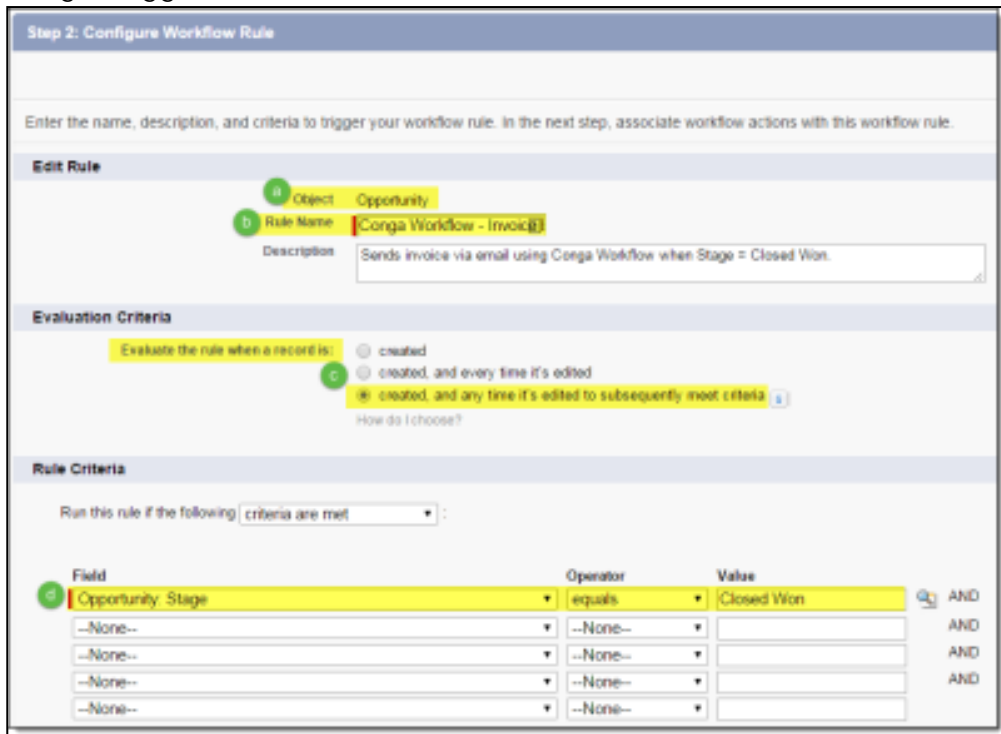 Step 2: Configure Workflow Rule
Enter the name, description, and criteria to trigger your workflow rule. In the next step, associate workflow actions with this workflow rule.
Edit Rule
a Object Opportunity
b Rule Name Conga Workflow - Invoice
Description Sends invoice via email using Conga Workflow when Stage = Closed Won.
Evaluation Criteria
Evaluate the rule when a record is: created
c created, and every time it's edited
created, and any time it's edited to subsequently meet criteria i
How do I choose?
Rule Criteria
Run this rule if the following criteria are met :
Field Operator Value
d Opportunity: Stage equals Closed Won AND
--None-- --None-- AND
--None-- --None-- AND
--None-- --None-- AND
--None-- --None--